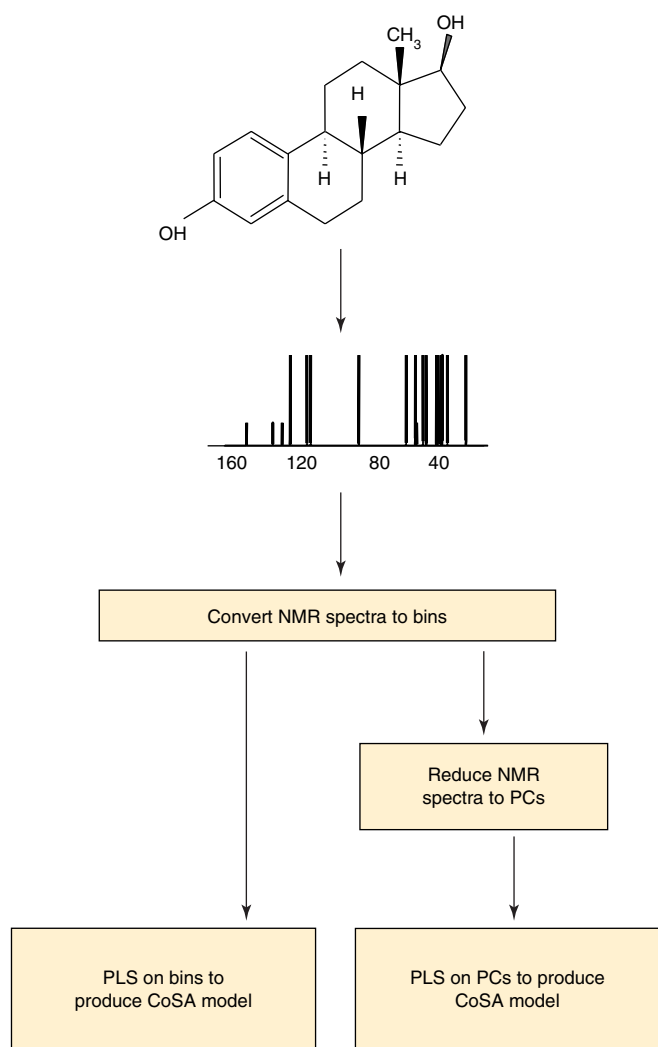 OH
CH3
H
H
H
OH
160 120 80 40
Convert NMR spectra to bins
Reduce NMR
spectra to PCs
PLS on bins to
produce CoSA model
PLS on PCs to produce
CoSA model